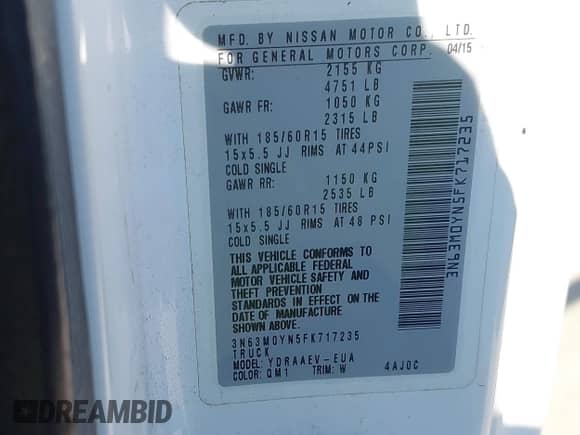 MFD. BY NISSAN MOTOR CO., LTD.
FOR GENERAL MOTORS CORP. 04/15
GVWR: 2155 KG
4751 LB
GAWR FR: 1050 KG
2315 LB
WITH 185/60R15 TIRES
15x5.5 JJ RIMS AT 44PSI
COLD SINGLE
GAWR RR: 1150 KG
2535 LB
WITH 185/60R15 TIRES
15x5.5 JJ RIMS AT 48 PSI
COLD SINGLE
THIS VEHICLE CONFORMS TO
ALL APPLICABLE FEDERAL
MOTOR VEHICLE SAFETY AND
THEFT PREVENTION
STANDARDS IN EFFECT ON THE
DATE OF MANUFACTURE
SHOWN ABOVE.
3N63M0YN5FK717235
TRUCK
MODEL: YDRAAEV-EUA
COLOR: QM1 TRIM: W 4AJ0C
3N63M0YN5FK717235
DREAMBID